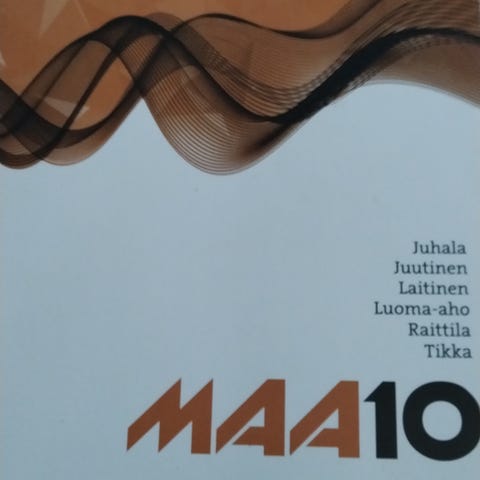 Juhala
Juutinen
Laitinen
Luoma-aho
Raittila
Tikka
MAA10